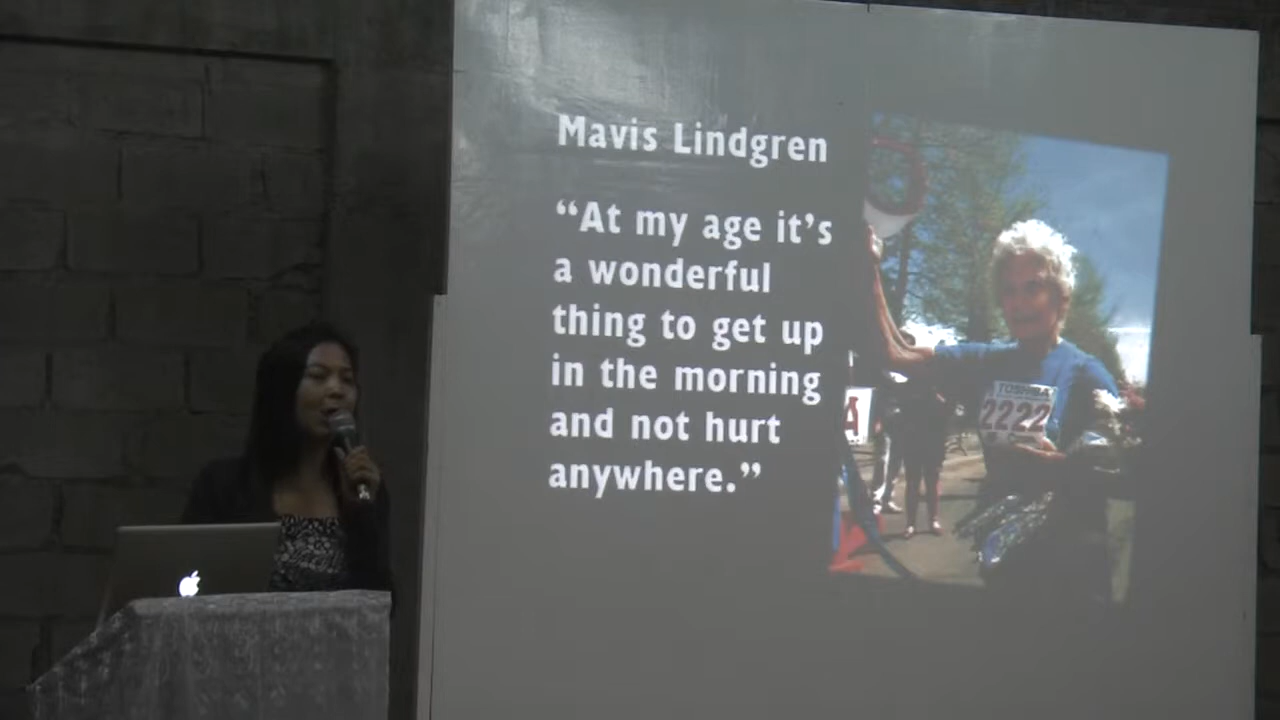 Mavis Lindgren
“At my age it’s
a wonderful
thing to get up
in the morning
and not hurt
anywhere.”
TOSHIBA
2222